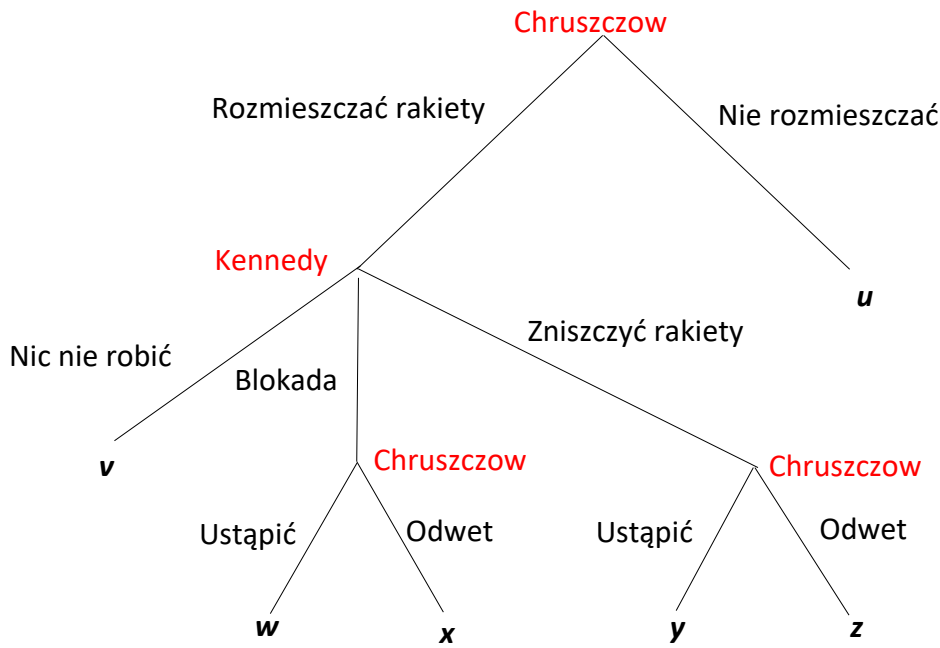 Chruszczow
Rozmieszczać rakiety
Nie rozmieszczać
Kennedy
u
Zniszczyć rakiety
Nic nie robić
Blokada
v
Chruszczow
Chruszczow
Ustąpić
Odwet
Ustąpić
Odwet
w
x
y
z